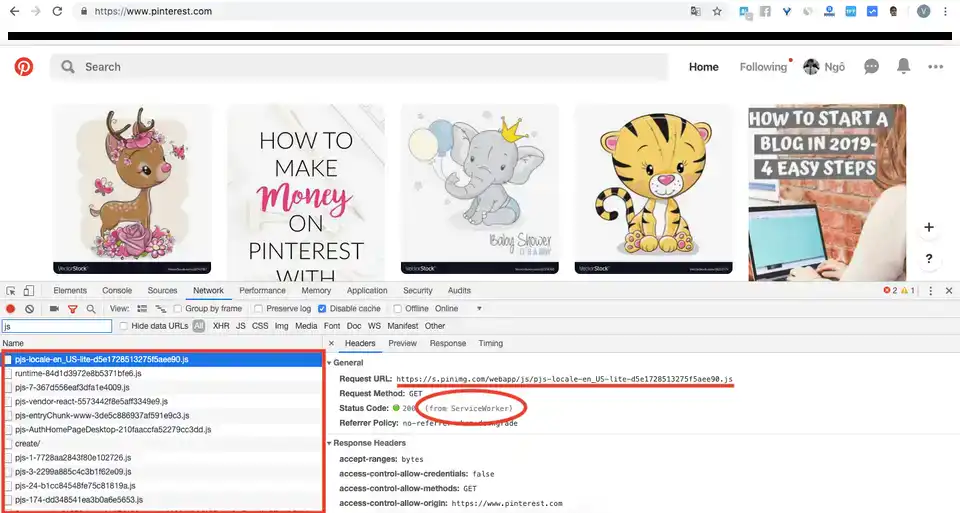 https://www.pinterest.com
V
Search
Home
Following
Ngô
HOW TO
MAKE
Money
ON
PINTEREST
WITH
Baby Shower
IT'S A BOY
HOW TO START A
BLOG IN 2019-
4 EASY STEPS
VectorStock
VectorStock
VectorStock
+
?
Elements Console Sources Network Performance Memory Application Security Audits
2 1
View: Group by frame Preserve log Disable cache Offline Online
js
Hide data URLs All XHR JS CSS Img Media Font Doc WS Manifest Other
Name
Headers Preview Response Timing
pjs-locale-en_US-lite-d5e1728513275f5aee90.js
runtime-84d1d3972e8b5371bfe6.js
pjs-7-367d556eaf3dfa1e4009.js
pjs-vendor-react-5573442f8e5aff3349e9.js
pjs-entryChunk-www-3de5c886937af591e9c3.js
pjs-AuthHomePageDesktop-210faaccfa52279cc3dd.js
create/
pjs-1-7728aa2843f80e102726.js
pjs-3-2299a885c4c3b1f62e09.js
pjs-24-b1cc84548fe75c81819a.js
pjs-174-dd348541ea3b0a6e5653.js
General
Request URL: https://s.pinimg.com/webapp/js/pjs-locale-en_US-lite-d5e1728513275f5aee90.js
Request Method: GET
Status Code: 200 (from ServiceWorker)
Referrer Policy: no-referrer-when-downgrade
Response Headers
accept-ranges: bytes
access-control-allow-credentials: false
access-control-allow-methods: GET
access-control-allow-origin: https://www.pinterest.com